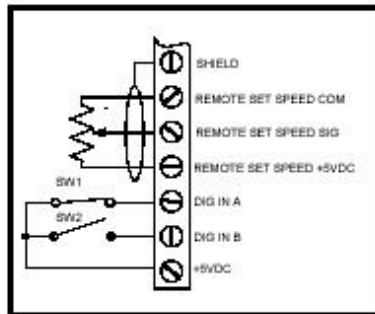 SHIELD
REMOTE SET SPEED COM
REMOTE SET SPEED SIG
REMOTE SET SPEED +5VDC
SW1
DIG IN A
SW2
DIG IN B
+5VDC